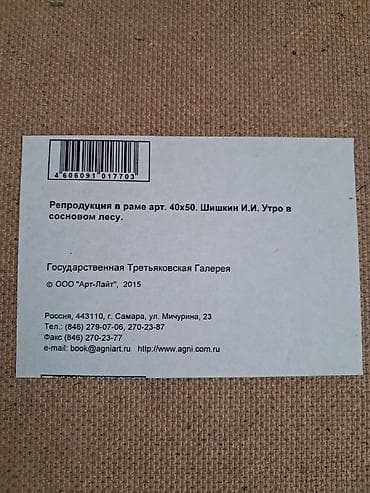 4 606091 017703
Репродукция в раме арт. 40х50. Шишкин И.И. Утро в
сосновом лесу.
Государственная Третьяковская Галерея
© ООО "Арт-Лайт", 2015
Россия, 443110, г. Самара, ул. Мичурина, 23
Тел.: (846) 279-07-06, 270-23-87
Факс (846) 270-23-77
e-mail: book@agniart.ru http://www.agni.com.ru